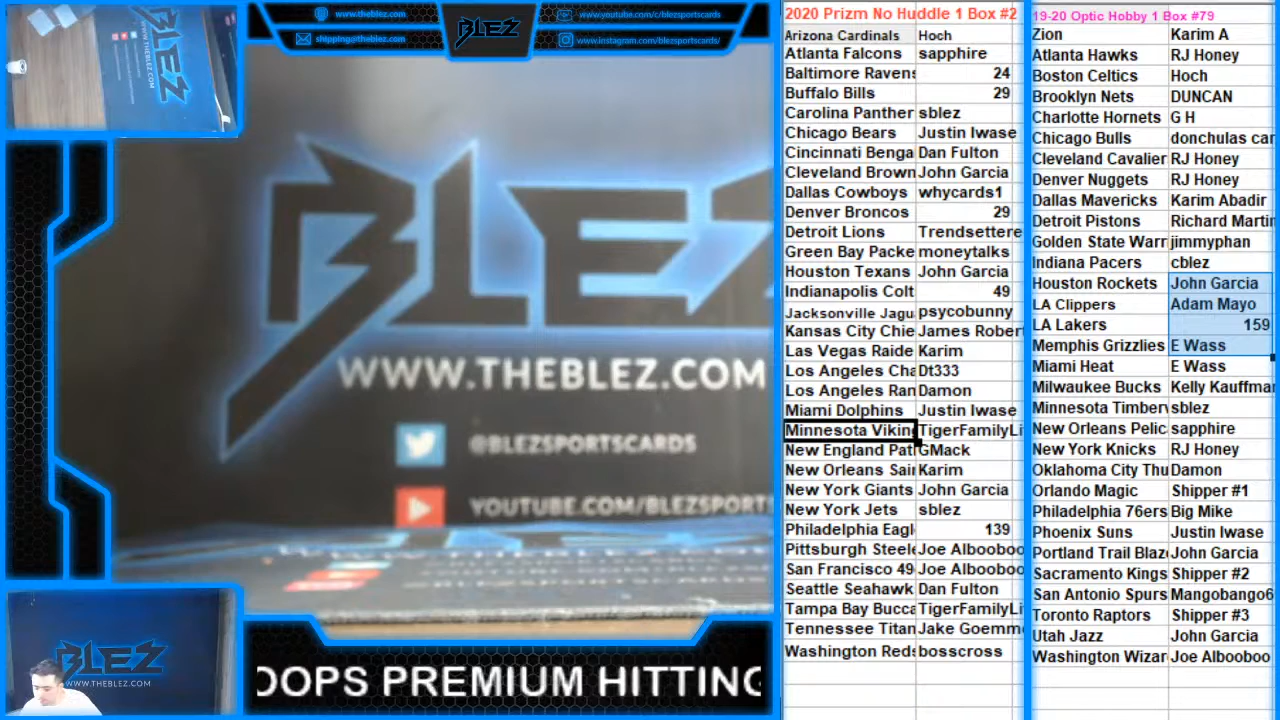 www.theblez.com
shipping@theblez.com
BLEZ
www.youtube.com/c/blezsportscards
www.instagram.com/blezsportscards/
BLEZ
WWW.THEBLEZ.COM
@BLEZSPORTSCARDS
YOUTUBE.COM/BLEZSPORT
BLEZ
WWW.THEBLEZ.COM
OOPS PREMIUM HITTING
2020 Prizm No Huddle 1 Box #2
Arizona Cardinals Hoch
Atlanta Falcons sapphire
Baltimore Ravens 24
Buffalo Bills 29
Carolina Panther sblez
Chicago Bears Justin Iwase
Cincinnati Benga Dan Fulton
Cleveland Brown John Garcia
Dallas Cowboys whycards1
Denver Broncos 29
Detroit Lions Trendsettere
Green Bay Packe moneytalks
Houston Texans John Garcia
Indianapolis Colt 49
Jacksonville Jagu psycobunny
Kansas City Chie James Robert
Las Vegas Raide Karim
Los Angeles Cha Dt333
Los Angeles Ran Damon
Miami Dolphins Justin Iwase
Minnesota Viking TigerFamilyLi
New England Pat GMack
New Orleans Sai Karim
New York Giants John Garcia
New York Jets sblez
Philadelphia Eagl 139
Pittsburgh Steele Joe Albooboo
San Francisco 49 Joe Albooboo
Seattle Seahawk Dan Fulton
Tampa Bay Bucca TigerFamilyLi
Tennessee Titan Jake Goemm
Washington Reds bosscross
19-20 Optic Hobby 1 Box #79
Zion Karim A
Atlanta Hawks RJ Honey
Boston Celtics Hoch
Brooklyn Nets DUNCAN
Charlotte Hornets G H
Chicago Bulls donchulas car
Cleveland Cavalier RJ Honey
Denver Nuggets RJ Honey
Dallas Mavericks Karim Abadir
Detroit Pistons Richard Martin
Golden State Warr jimmyphan
Indiana Pacers cblez
Houston Rockets John Garcia
LA Clippers Adam Mayo
LA Lakers 159
Memphis Grizzlies E Wass
Miami Heat E Wass
Milwaukee Bucks Kelly Kauffma
Minnesota Timberv sblez
New Orleans Pelic sapphire
New York Knicks RJ Honey
Oklahoma City Thu Damon
Orlando Magic Shipper #1
Philadelphia 76ers Big Mike
Phoenix Suns Justin Iwase
Portland Trail Blaz John Garcia
Sacramento Kings Shipper #2
San Antonio Spurs Mangobango6
Toronto Raptors Shipper #3
Utah Jazz John Garcia
Washington Wizar Joe Albooboo